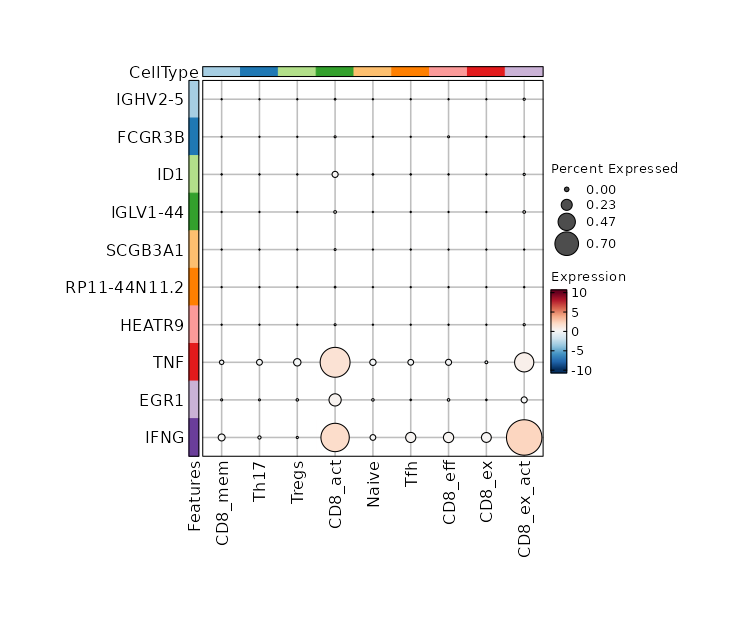 CellType
IGHV2-5
FCGR3B
ID1
IGLV1-44
SCGB3A1
RP11-44N11.2
HEATR9
TNF
EGR1
IFNG
Features
CD8_mem
Th17
Tregs
CD8_act
Naive
Tfh
CD8_eff
CD8_ex
CD8_ex_act
Percent Expressed
0.00
0.23
0.47
0.70
Expression
10
5
0
-5
-10